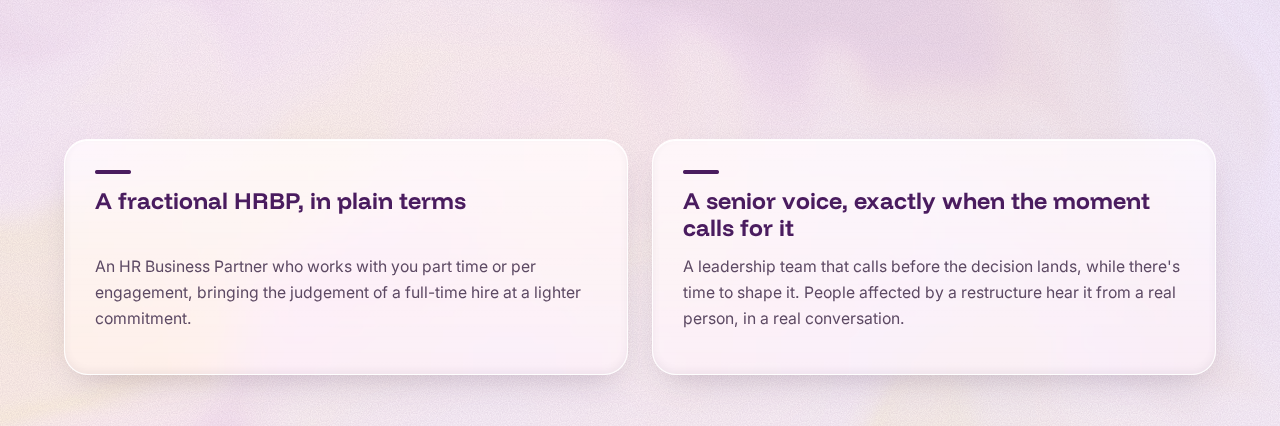 A fractional HRBP, in plain terms
An HR Business Partner who works with you part time or per
engagement, bringing the judgement of a full-time hire at a lighter
commitment.
A senior voice, exactly when the moment
calls for it
A leadership team that calls before the decision lands, while there's
time to shape it. People affected by a restructure hear it from a real
person, in a real conversation.